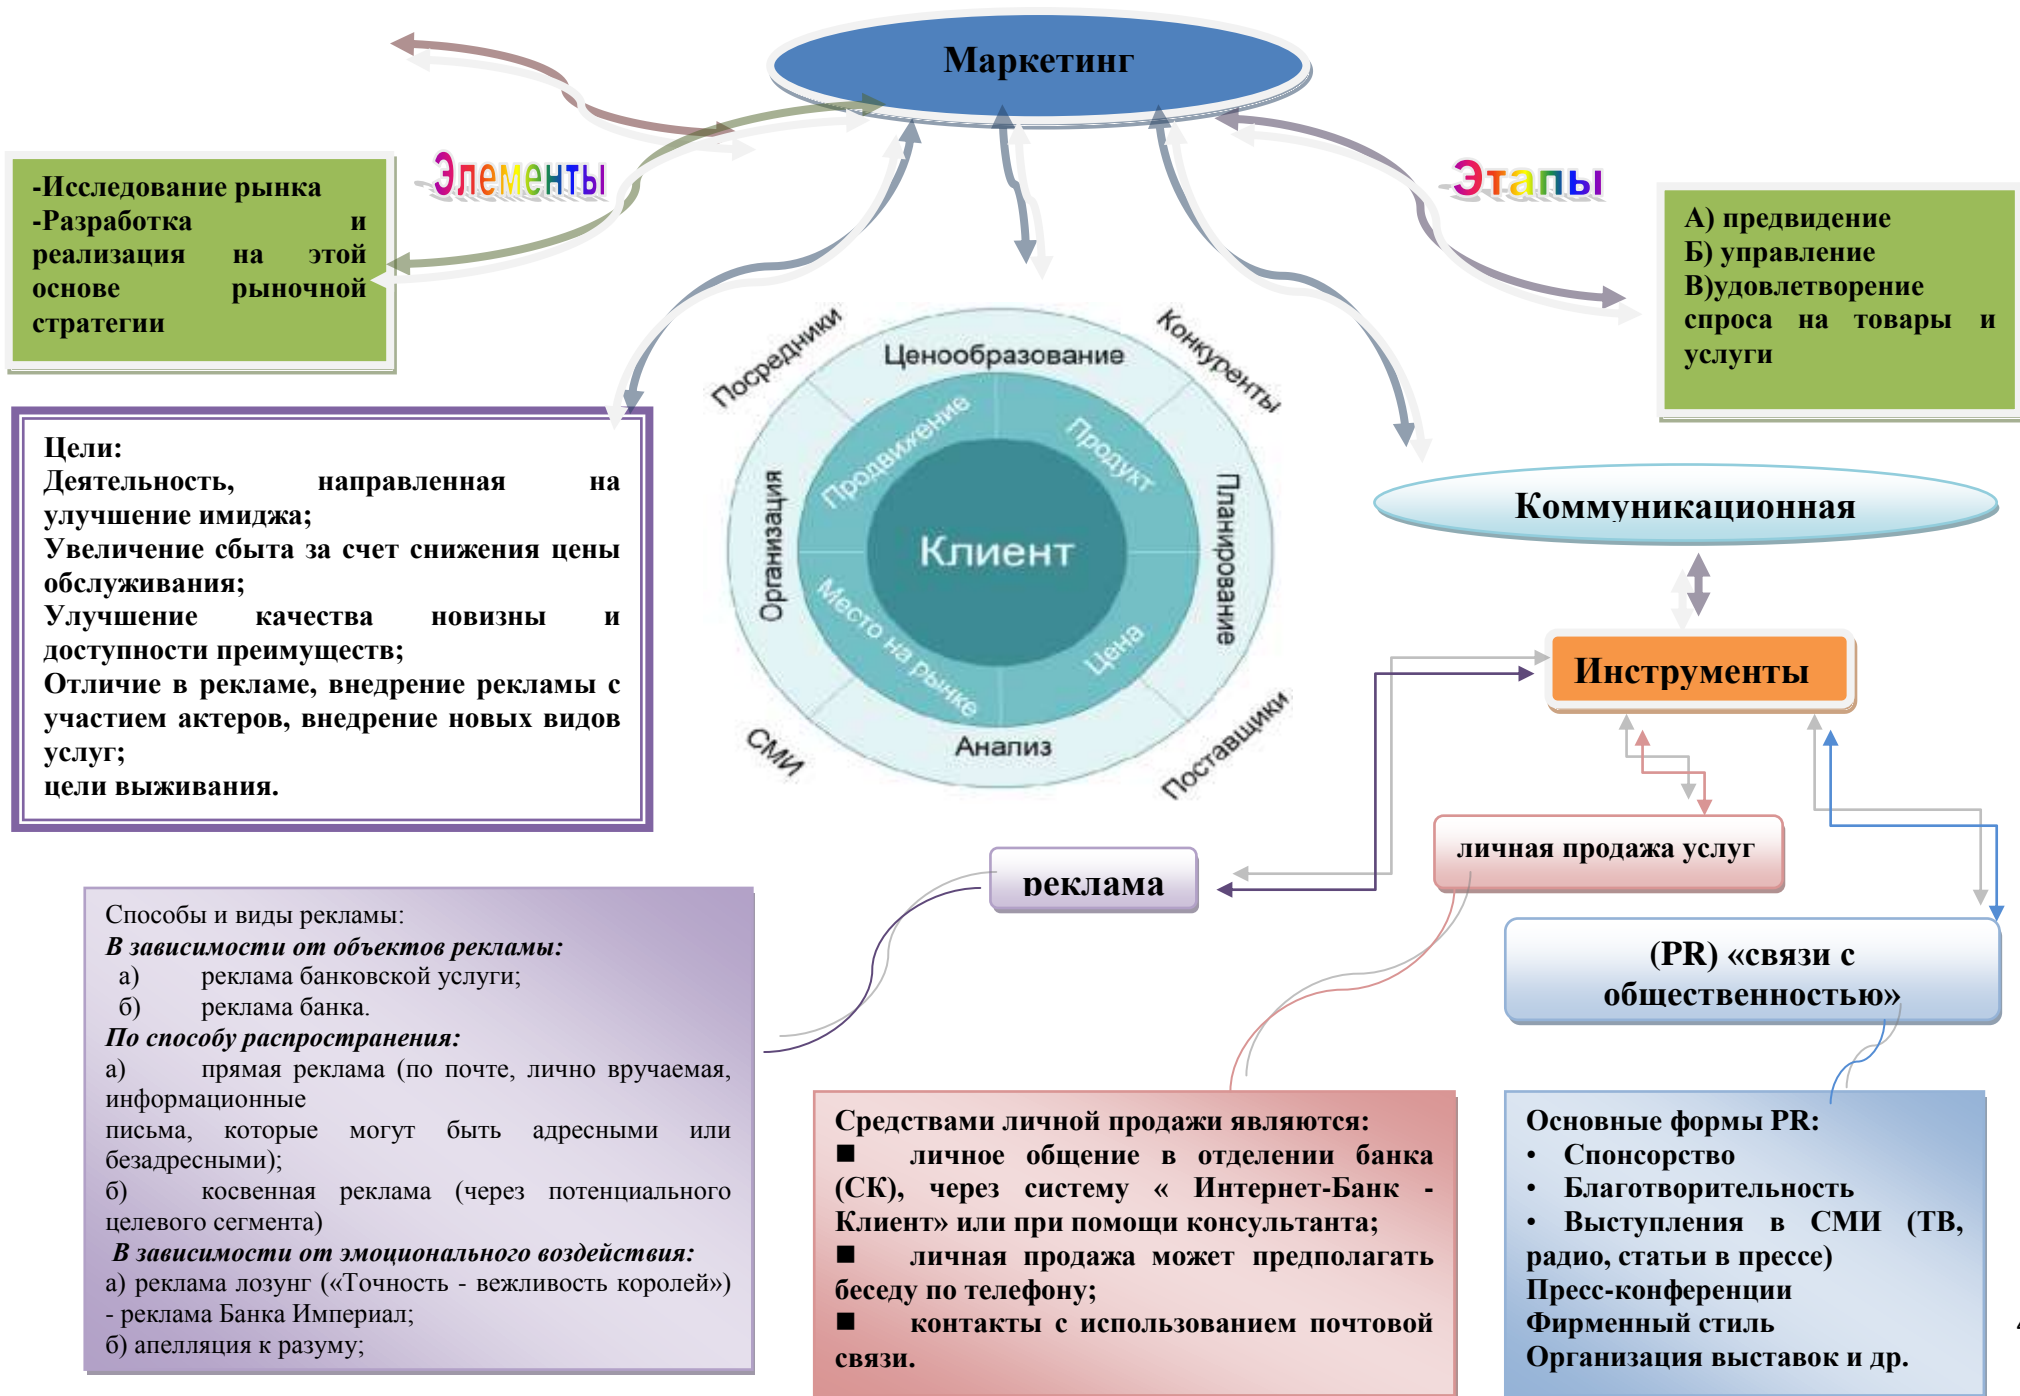 Маркетинг
Элементы
Этапы
-Исследование рынка
-Разработка и
реализация на этой
основе рыночной
стратегии
А) предвидение
Б) управление
В)удовлетворение
спроса на товары и
услуги
Цели:
Деятельность, направленная на
улучшение имиджа;
Увеличение сбыта за счет снижения цены
обслуживания;
Улучшение качества новизны и
доступности преимуществ;
Отличие в рекламе, внедрение рекламы с
участием актеров, внедрение новых видов
услуг;
цели выживания.
Посредники
Конкуренты
Ценообразование
Продвижение
Продукт
Организация
Клиент
Планирование
Место на рынке
Цена
Анализ
СМИ
Поставщики
Коммуникационная
Инструменты
реклама
личная продажа услуг
(PR) «связи с
общественностью»
Способы и виды рекламы:
В зависимости от объектов рекламы:
а) реклама банковской услуги;
б) реклама банка.
По способу распространения:
а) прямая реклама (по почте, лично вручаемая,
информационные
письма, которые могут быть адресными или
безадресными);
б) косвенная реклама (через потенциального
целевого сегмента)
В зависимости от эмоционального воздействия:
а) реклама лозунг («Точность - вежливость королей»)
- реклама Банка Империал;
б) апелляция к разуму;
Средствами личной продажи являются:
■ личное общение в отделении банка
(СК), через систему « Интернет-Банк -
Клиент» или при помощи консультанта;
■ личная продажа может предполагать
беседу по телефону;
■ контакты с использованием почтовой
связи.
Основные формы PR:
• Спонсорство
• Благотворительность
• Выступления в СМИ (ТВ,
радио, статьи в прессе)
Пресс-конференции
Фирменный стиль
Организация выставок и др.